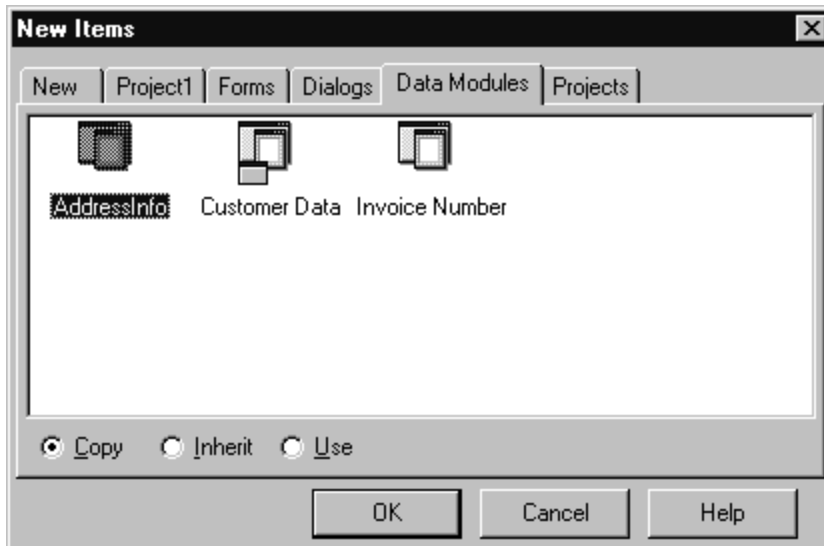 New Items
New Project1 Forms Dialogs Data Modules Projects
AddressInfo Customer Data Invoice Number
Copy Inherit Use
OK Cancel Help